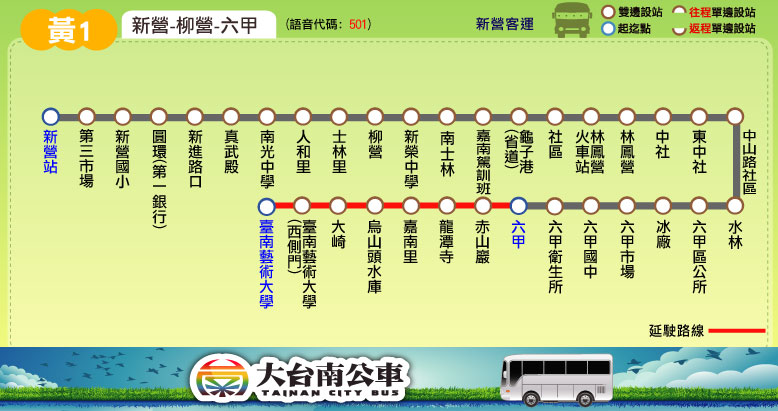 黃1
新營-柳營-六甲
(語音代碼：501)
新營客運
雙邊設站
起迄點
往程單邊設站
返程單邊設站
新營站
第三市場
新營國小
圓環(第一銀行)
新進路口
真武殿
南光中學
人和里
士林里
柳營
新榮中學
南士林
嘉南駕訓班
龜子港
(省道)
社區
林鳳營
火車站
林鳳營
中社
東中社
中山路社區
水林
六甲區公所
冰廠
六甲市場
六甲國中
六甲衛生所
六甲
赤山巖
龍潭寺
嘉南里
烏山頭水庫
大崎
臺南藝術大學
(西側門)
臺南藝術大學
延駛路線
大台南公車
TAINAN CITY BUS